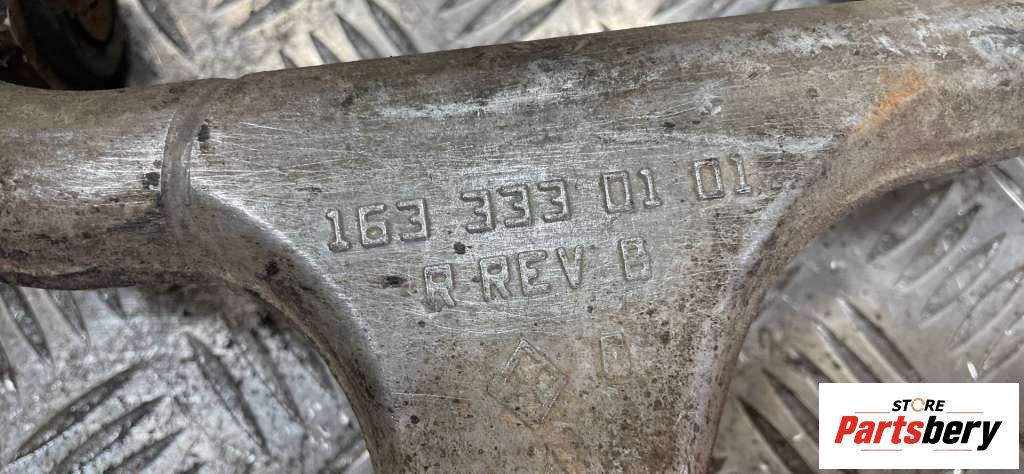 163 333 01 01
R REV B
D
STORE
Partsbery